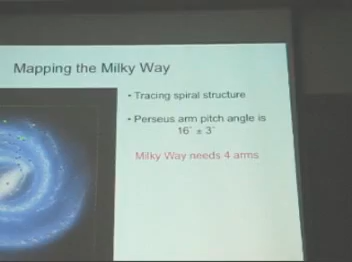 Mapping the Milky Way
• Tracing spiral structure
• Perseus arm pitch angle is
16° ± 3°
Milky Way needs 4 arms